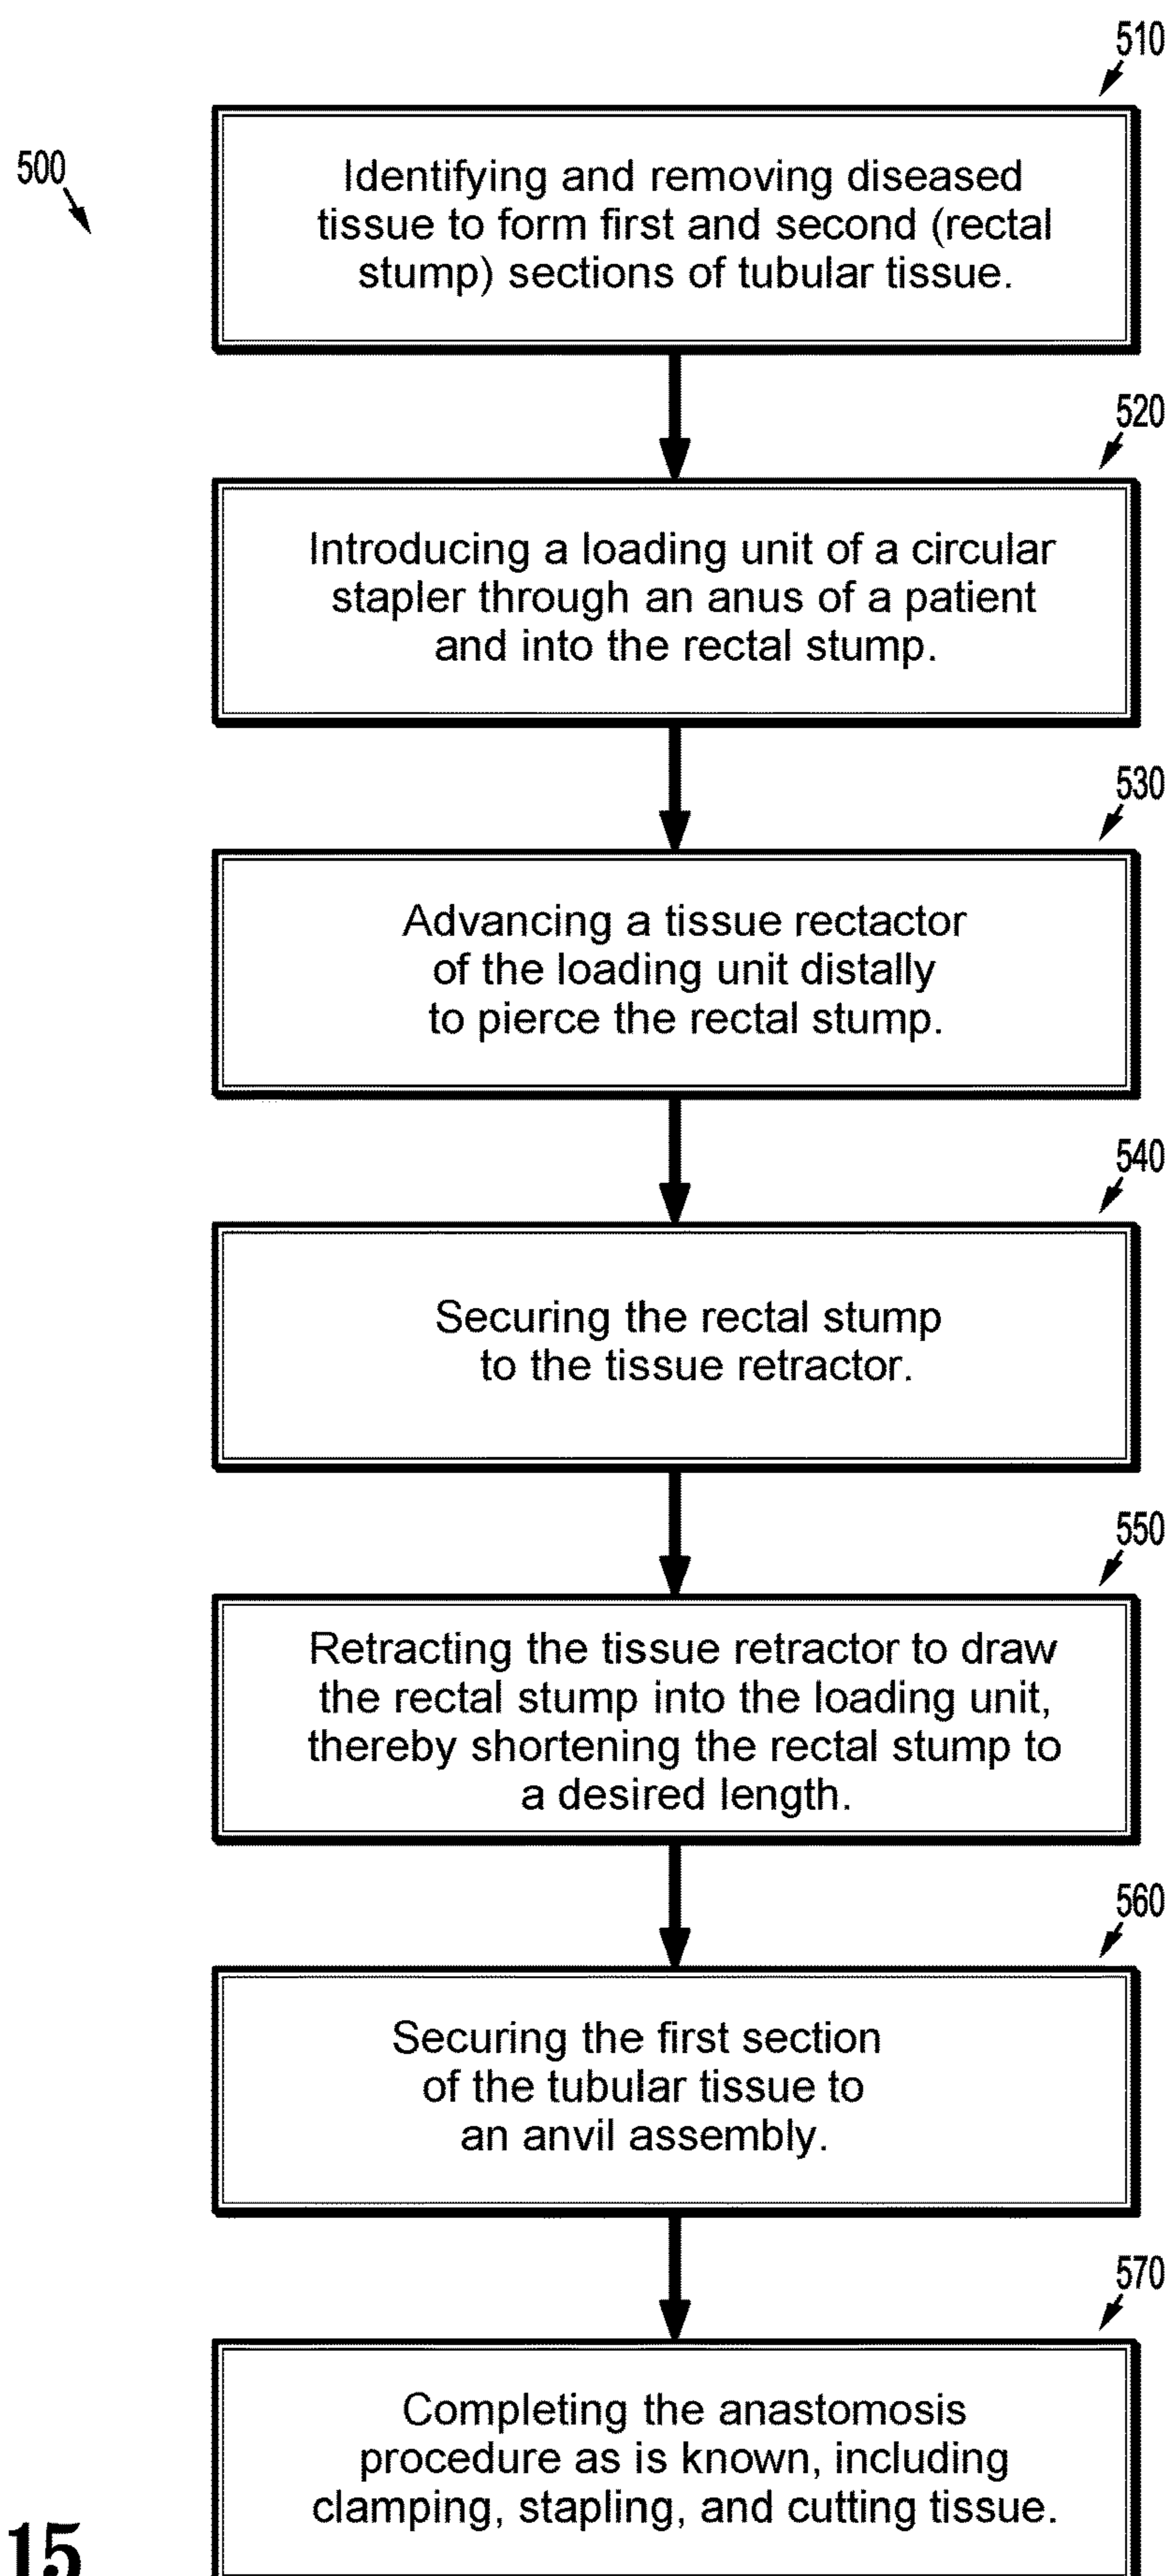 510
500
Identifying and removing diseased
tissue to form first and second (rectal
stump) sections of tubular tissue.
520
Introducing a loading unit of a circular
stapler through an anus of a patient
and into the rectal stump.
530
Advancing a tissue rectactor
of the loading unit distally
to pierce the rectal stump.
540
Securing the rectal stump
to the tissue retractor.
550
Retracting the tissue retractor to draw
the rectal stump into the loading unit,
thereby shortening the rectal stump to
a desired length.
560
Securing the first section
of the tubular tissue to
an anvil assembly.
570
Completing the anastomosis
procedure as is known, including
clamping, stapling, and cutting tissue.
15